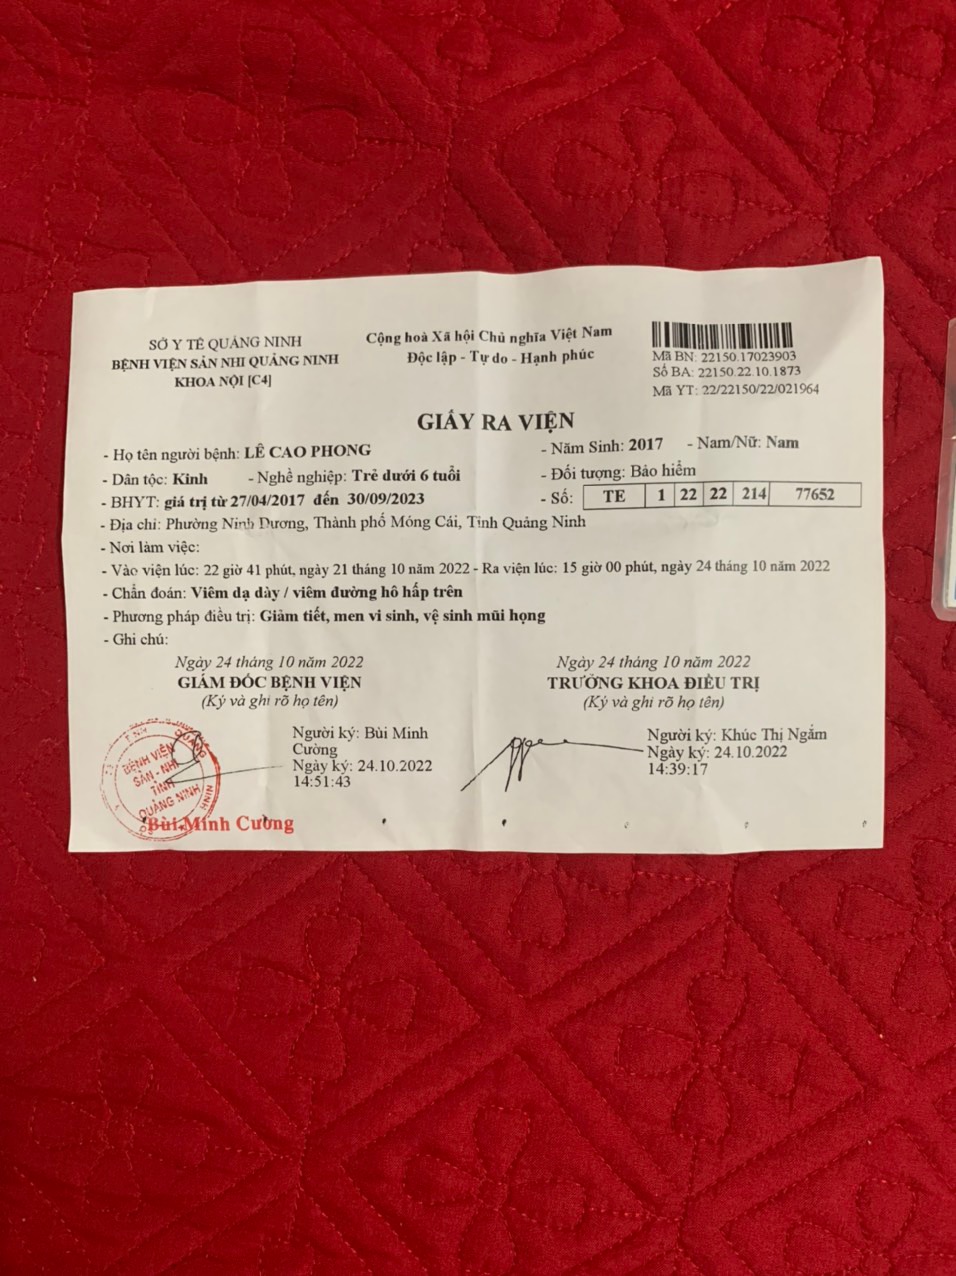 SỞ Y TẾ QUẢNG NINH
BỆNH VIỆN SẢN NHI QUẢNG NINH
KHOA NỘI [C4]
Cộng hoà Xã hội Chủ nghĩa Việt Nam
Độc lập - Tự do - Hạnh phúc
Mã BN: 22150.17023903
Số BA: 22150.22.10.1873
Mã YT: 22/22150/22/021964
GIẤY RA VIỆN
- Họ tên người bệnh: LÊ CAO PHONG - Năm Sinh: 2017 - Nam/Nữ: Nam
- Dân tộc: Kinh - Nghề nghiệp: Trẻ dưới 6 tuổi - Đối tượng: Bảo hiểm
- BHYT: giá trị từ 27/04/2017 đến 30/09/2023 - Số: TE 1 22 22 214 77652
- Địa chỉ: Phường Ninh Dương, Thành phố Móng Cái, Tỉnh Quảng Ninh
- Nơi làm việc:
- Vào viện lúc: 22 giờ 41 phút, ngày 21 tháng 10 năm 2022 - Ra viện lúc: 15 giờ 00 phút, ngày 24 tháng 10 năm 2022
- Chẩn đoán: Viêm dạ dày / viêm đường hô hấp trên
- Phương pháp điều trị: Giảm tiết, men vi sinh, vệ sinh mũi họng
- Ghi chú:
Ngày 24 tháng 10 năm 2022
GIÁM ĐỐC BỆNH VIỆN
(Ký và ghi rõ họ tên)
Người ký: Bùi Minh
Cường
Ngày ký: 24.10.2022
14:51:43
BỆNH VIỆN
SẢN - NHI
TỈNH
QUẢNG NINH
Bùi Minh Cường
Ngày 24 tháng 10 năm 2022
TRƯỞNG KHOA ĐIỀU TRỊ
(Ký và ghi rõ họ tên)
Người ký: Khúc Thị Ngắm
Ngày ký: 24.10.2022
14:39:17